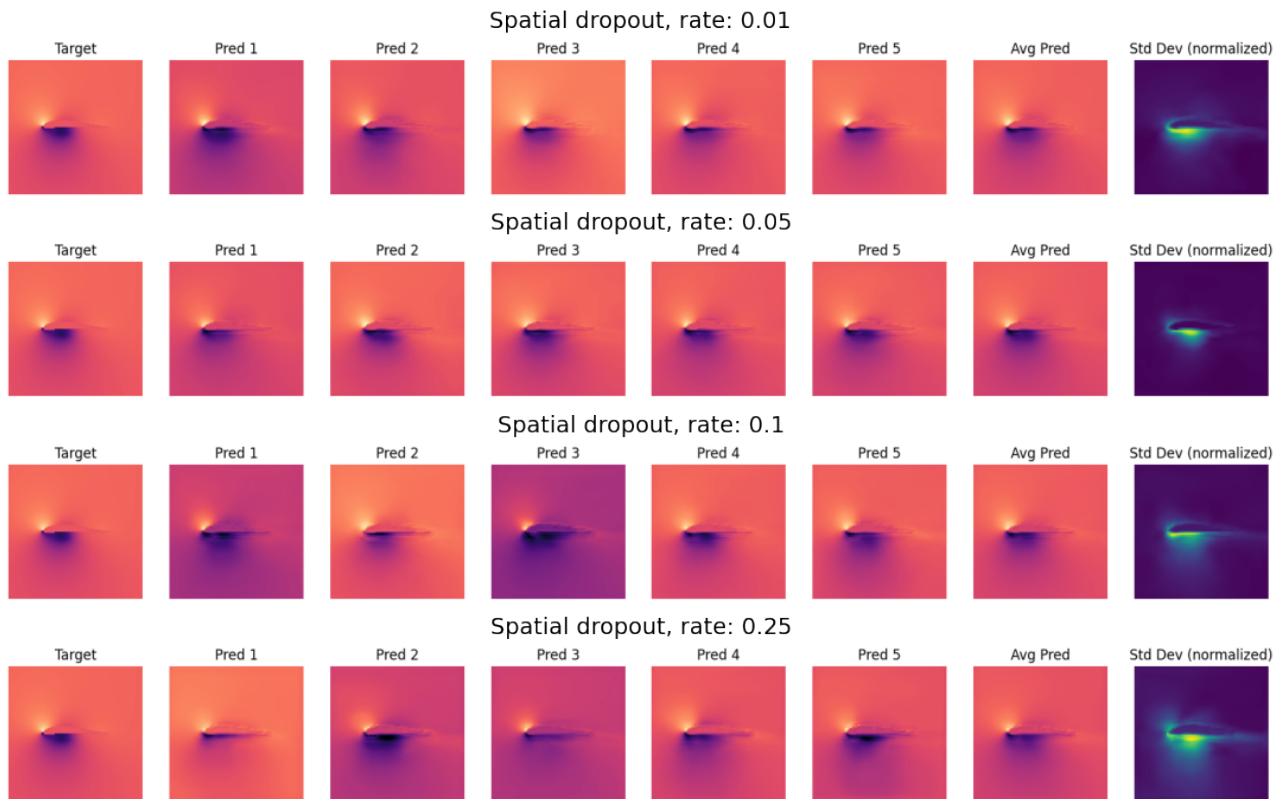 Spatial dropout, rate: 0.01
Target Pred 1 Pred 2 Pred 3 Pred 4 Pred 5 Avg Pred Std Dev (normalized)
Spatial dropout, rate: 0.05
Target Pred 1 Pred 2 Pred 3 Pred 4 Pred 5 Avg Pred Std Dev (normalized)
Spatial dropout, rate: 0.1
Target Pred 1 Pred 2 Pred 3 Pred 4 Pred 5 Avg Pred Std Dev (normalized)
Spatial dropout, rate: 0.25
Target Pred 1 Pred 2 Pred 3 Pred 4 Pred 5 Avg Pred Std Dev (normalized)